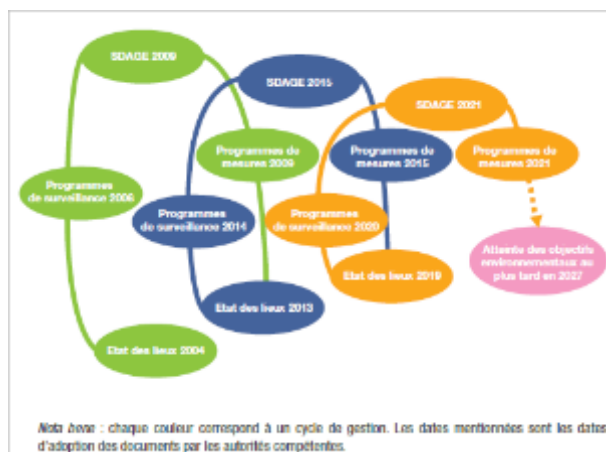 SDAGE 2009
SDAGE 2015
SDAGE 2021
Programmes de
mesures 2009
Programmes de
mesures 2015
Programmes de
mesures 2021
Programmes
de surveillance 2006
Programmes
de surveillance 2014
Programmes
de surveillance 2020
Atteinte des objectifs
environnementaux au
plus tard en 2027
Etat des lieux 2019
Etat des lieux 2013
Etat des lieux 2004
Nota bene : chaque couleur correspond à un cycle de gestion. Les dates mentionnées sont les dates
d'adoption des documents par les autorités compétentes.